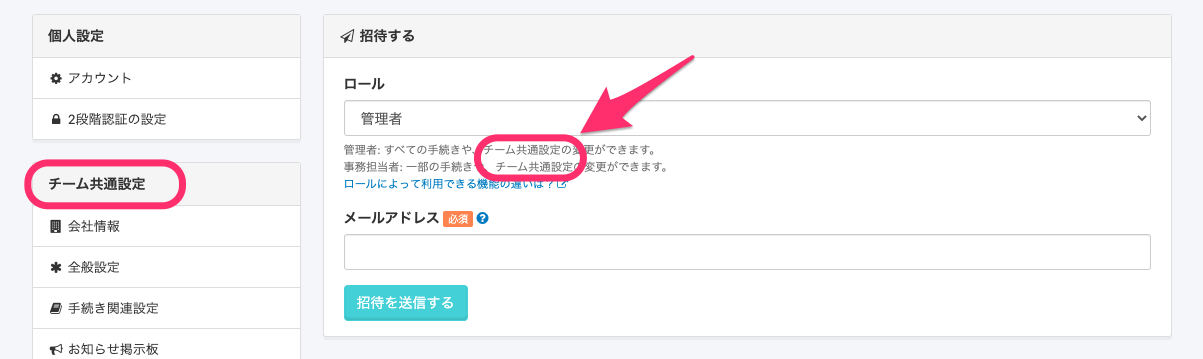 個人設定
アカウント
2段階認証の設定
チーム共通設定
会社情報
全般設定
手続き関連設定
お知らせ掲示板
招待する
ロール
管理者
管理者: すべての手続きや、チーム共通設定の変更ができます。
事務担当者: 一部の手続きや、チーム共通設定の変更ができます。
ロールによって利用できる機能の違いは？
メールアドレス 必須
招待を送信する